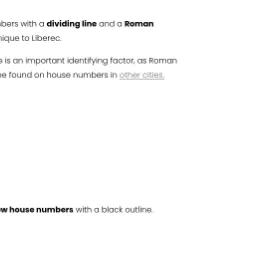 bers with a dividing line and a Roman
ique to Liberec.
is an important identifying factor, as Roman
e found on house numbers in other cities.
w house numbers with a black outline.